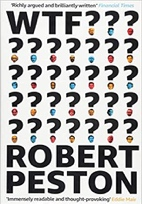 'Richly argued and brilliantly written' Financial Times
WTF???
??????
??????
??????
??????
ROBERT
PESTON
'Immensely readable and thought-provoking' Eddie Mair